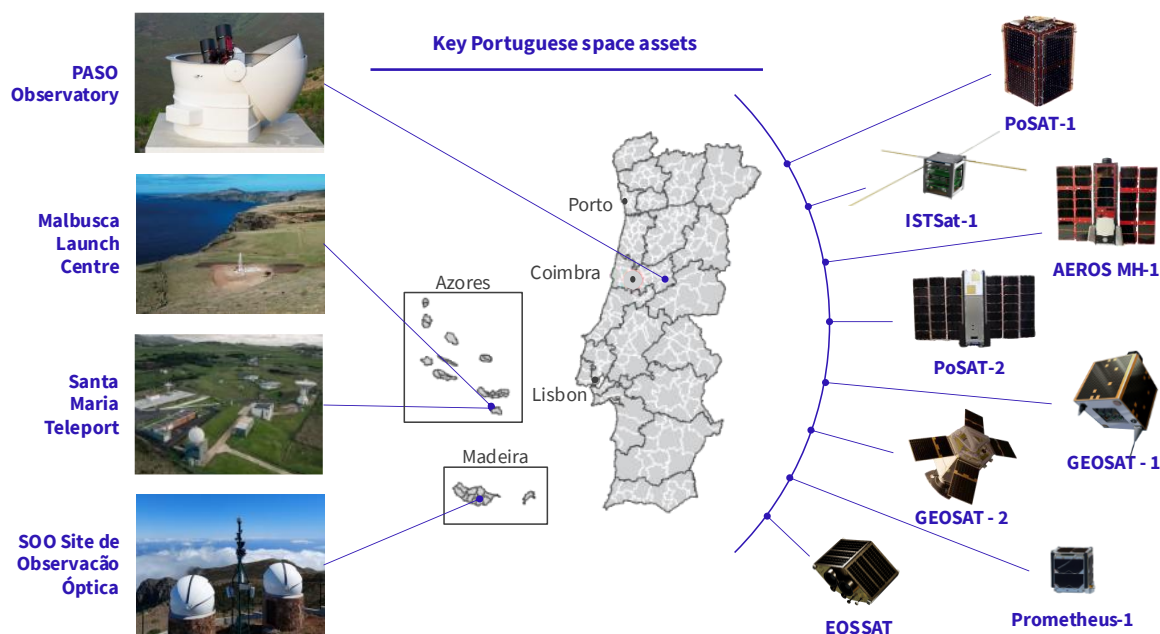 Key Portuguese space assets
PASO
Observatory
Malbusca
Launch
Centre
Santa
Maria
Teleport
SOO Site de
Observacão
Óptica
Azores
Madeira
Porto
Coimbra
Lisbon
PoSAT-1
ISTSat-1
AEROS MH-1
PoSAT-2
GEOSAT - 1
GEOSAT - 2
Prometheus-1
EOSSAT